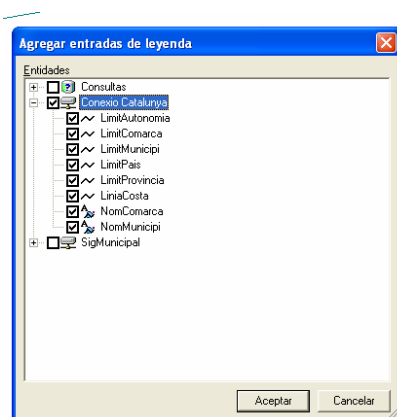 Agregar entradas de leyenda
Entidades
Consultas
Conexio Catalunya
LimitAutonomia
LimitComarca
LimitMunicipi
LimitPais
LimitProvincia
LiniaCosta
NomComarca
NomMunicipi
SigMunicipal
Aceptar Cancelar